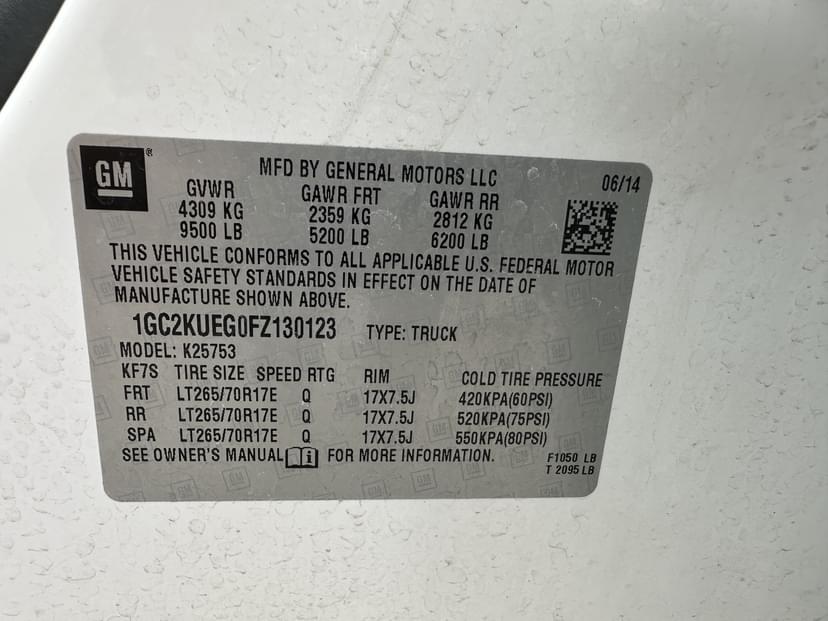 GM ®
MFD BY GENERAL MOTORS LLC 06/14
GVWR GAWR FRT GAWR RR
4309 KG 2359 KG 2812 KG
9500 LB 5200 LB 6200 LB
THIS VEHICLE CONFORMS TO ALL APPLICABLE U.S. FEDERAL MOTOR
VEHICLE SAFETY STANDARDS IN EFFECT ON THE DATE OF
MANUFACTURE SHOWN ABOVE.
1GC2KUEG0FZ130123 TYPE: TRUCK
MODEL: K25753
KF7S TIRE SIZE SPEED RTG RIM COLD TIRE PRESSURE
FRT LT265/70R17E Q 17X7.5J 420KPA(60PSI)
RR LT265/70R17E Q 17X7.5J 520KPA(75PSI)
SPA LT265/70R17E Q 17X7.5J 550KPA(80PSI)
SEE OWNER'S MANUAL FOR MORE INFORMATION.
F1050 LB
T 2095 LB